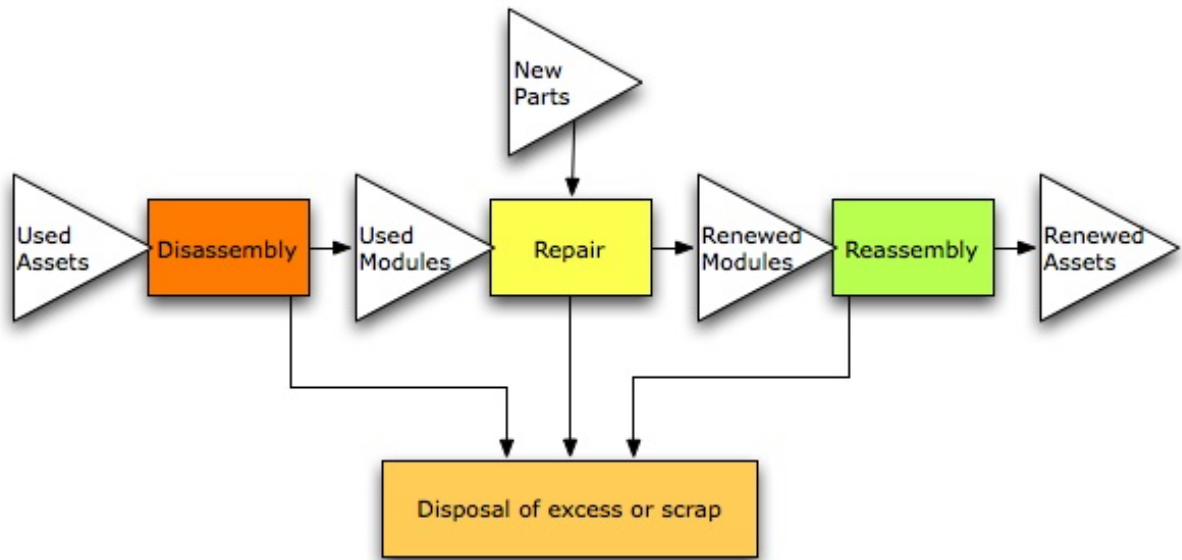 New
Parts
Used
Assets
Disassembly
Used
Modules
Repair
Renewed
Modules
Reassembly
Renewed
Assets
Disposal of excess or scrap